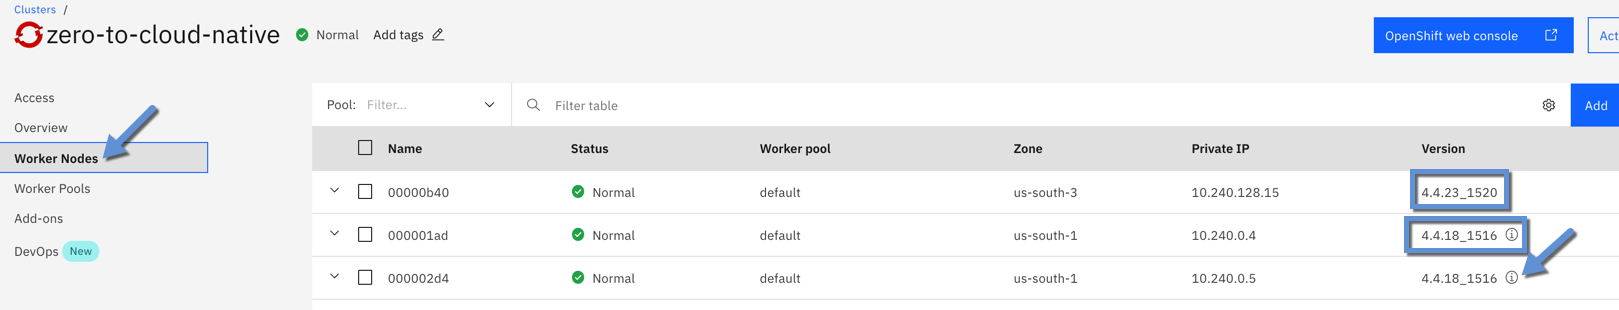 Clusters /
zero-to-cloud-native Normal Add tags OpenShift web console Act
Access
Overview
Worker Nodes
Worker Pools
Add-ons
DevOps New
Pool: Filter... Filter table Add
Name Status Worker pool Zone Private IP Version
00000b40 Normal default us-south-3 10.240.128.15 4.4.23_1520
000001ad Normal default us-south-1 10.240.0.4 4.4.18_1516
000002d4 Normal default us-south-1 10.240.0.5 4.4.18_1516